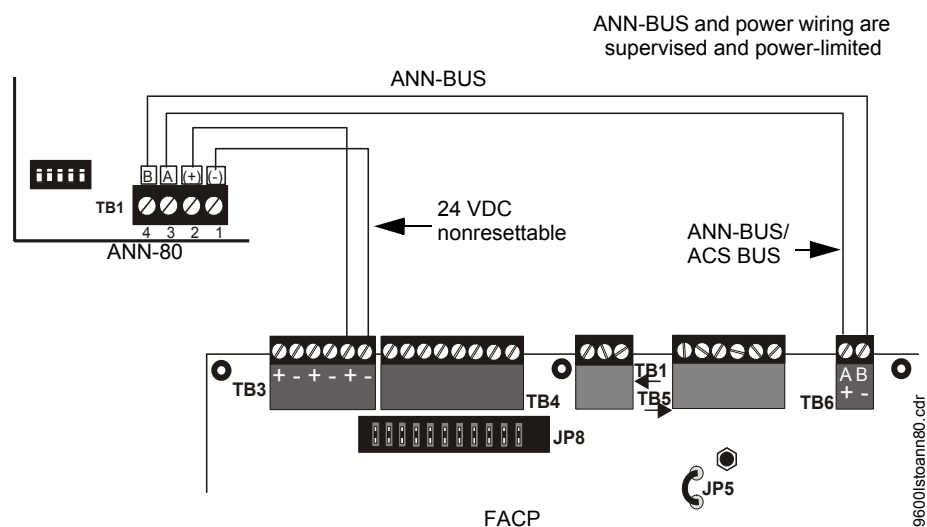 ANN-BUS and power wiring are
supervised and power-limited
ANN-BUS
B A (+) (-)
TB1
4 3 2 1
ANN-80
24 VDC
nonresettable
ANN-BUS/
ACS BUS
TB3
+ - + - + -
TB4
TB1
TB5
TB6
A B
+ -
JP8
JP5
FACP
9600lstoann80.cdr